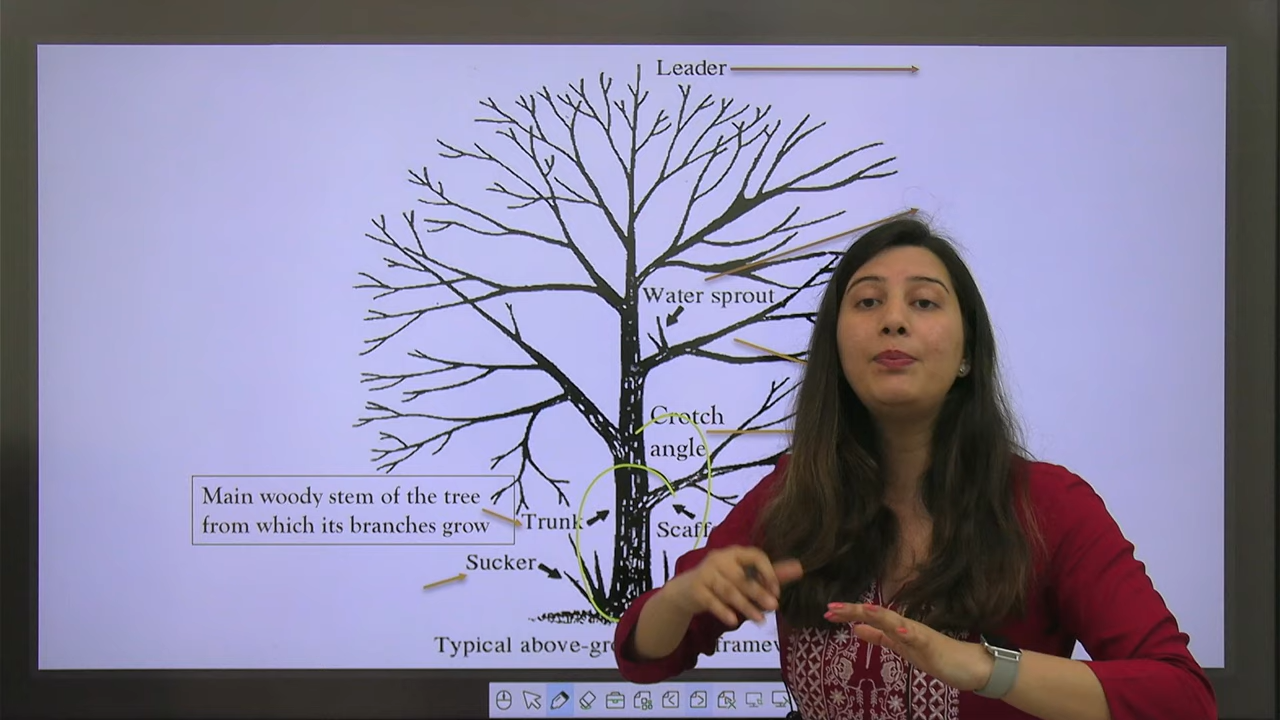 Leader
Water sprout
Crotch
angle
Main woody stem of the tree
from which its branches grow
Trunk
Sucker
Typical above-